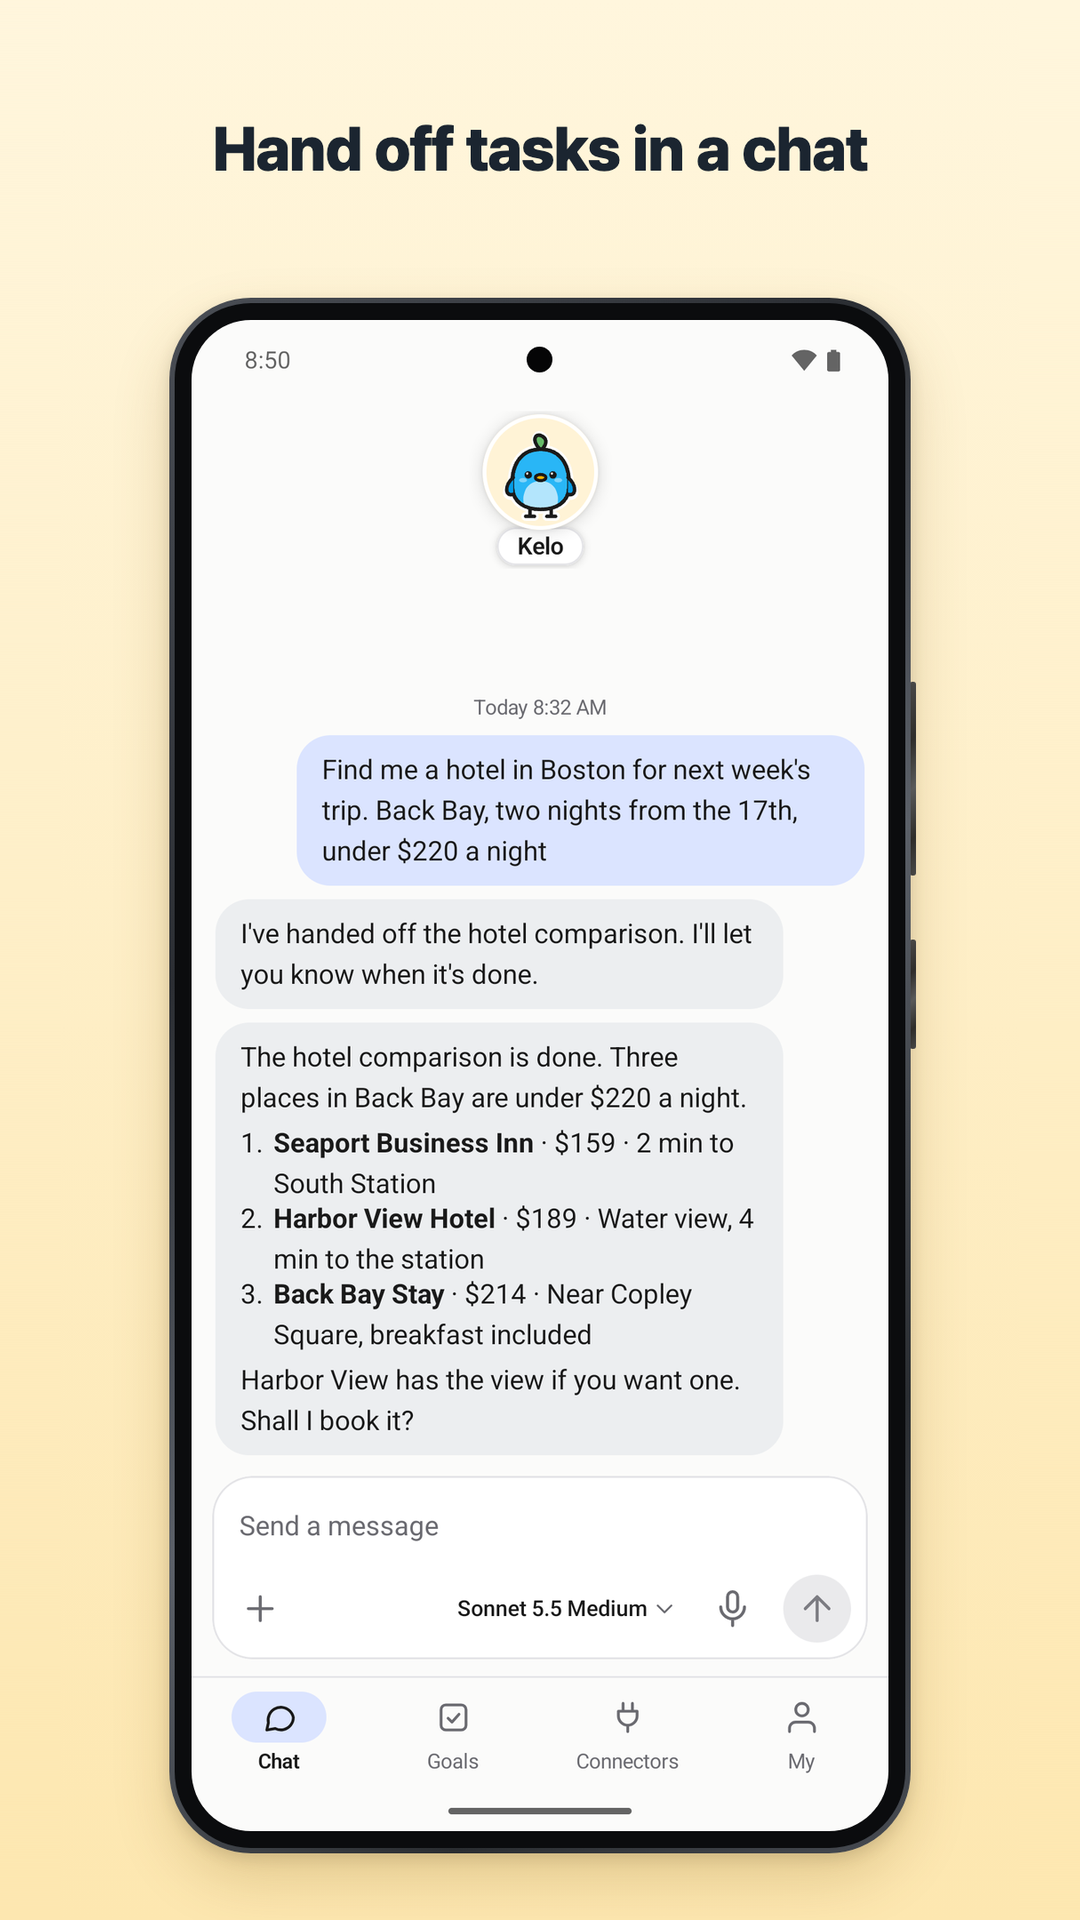 Hand off tasks in a chat
8:50
Kelo
Today 8:32 AM
Find me a hotel in Boston for next week's
trip. Back Bay, two nights from the 17th,
under $220 a night
I've handed off the hotel comparison. I'll let
you know when it's done.
The hotel comparison is done. Three
places in Back Bay are under $220 a night.
1. Seaport Business Inn · $159 · 2 min to
South Station
2. Harbor View Hotel · $189 · Water view, 4
min to the station
3. Back Bay Stay · $214 · Near Copley
Square, breakfast included
Harbor View has the view if you want one.
Shall I book it?
Send a message
Sonnet 5.5 Medium
Chat
Goals
Connectors
My